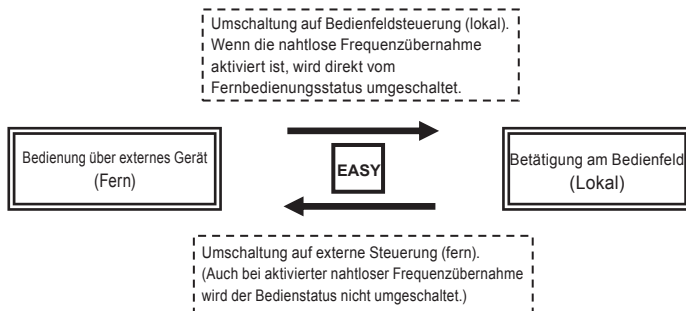 Umschaltung auf Bedienfeldsteuerung (lokal).
Wenn die nahtlose Frequenzübernahme
aktiviert ist, wird direkt vom
Fernbedienungsstatus umgeschaltet.
Bedienung über externes Gerät
(Fern)
EASY
Betätigung am Bedienfeld
(Lokal)
Umschaltung auf externe Steuerung (fern).
(Auch bei aktivierter nahtloser Frequenzübernahme
wird der Bedienstatus nicht umgeschaltet.)